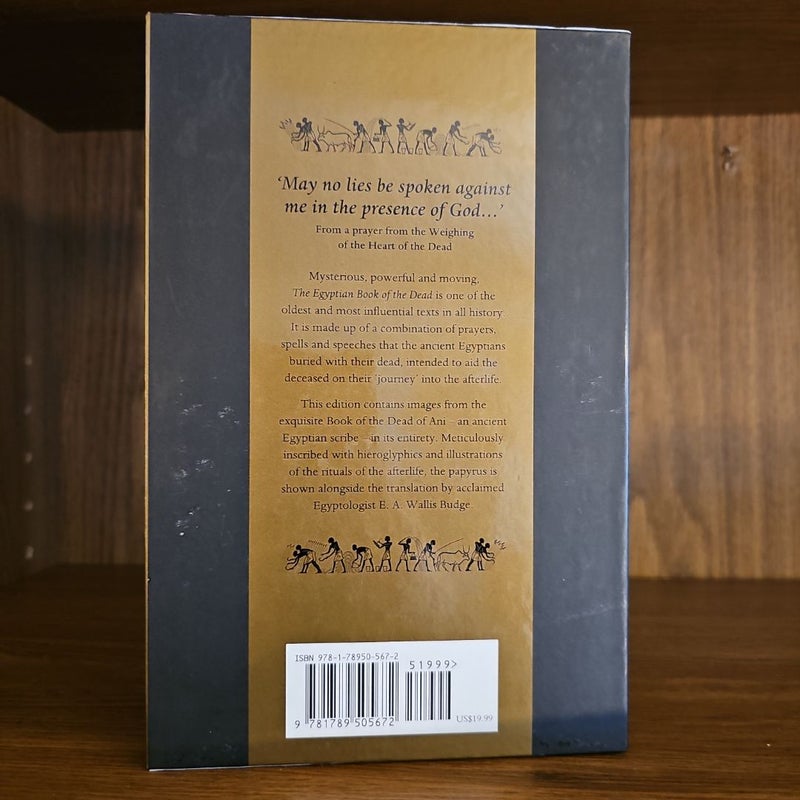 ‘May no lies be spoken against
me in the presence of God...’
From a prayer from the Weighing
of the Heart of the Dead
Mysterious, powerful and moving,
The Egyptian Book of the Dead is one of the
oldest and most influential texts in all history.
It is made up of a combination of prayers,
spells and speeches that the ancient Egyptians
buried with their dead, intended to aid the
deceased on their ‘journey’ into the afterlife.
This edition contains images from the
exquisite Book of the Dead of Ani – an ancient
Egyptian scribe – in its entirety. Meticulously
inscribed with hieroglyphics and illustrations
of the rituals of the afterlife, the papyrus is
shown alongside the translation by acclaimed
Egyptologist E. A. Wallis Budge.
ISBN 978-1-78950-567-2
51999>
9 781789 505672
US$19.99